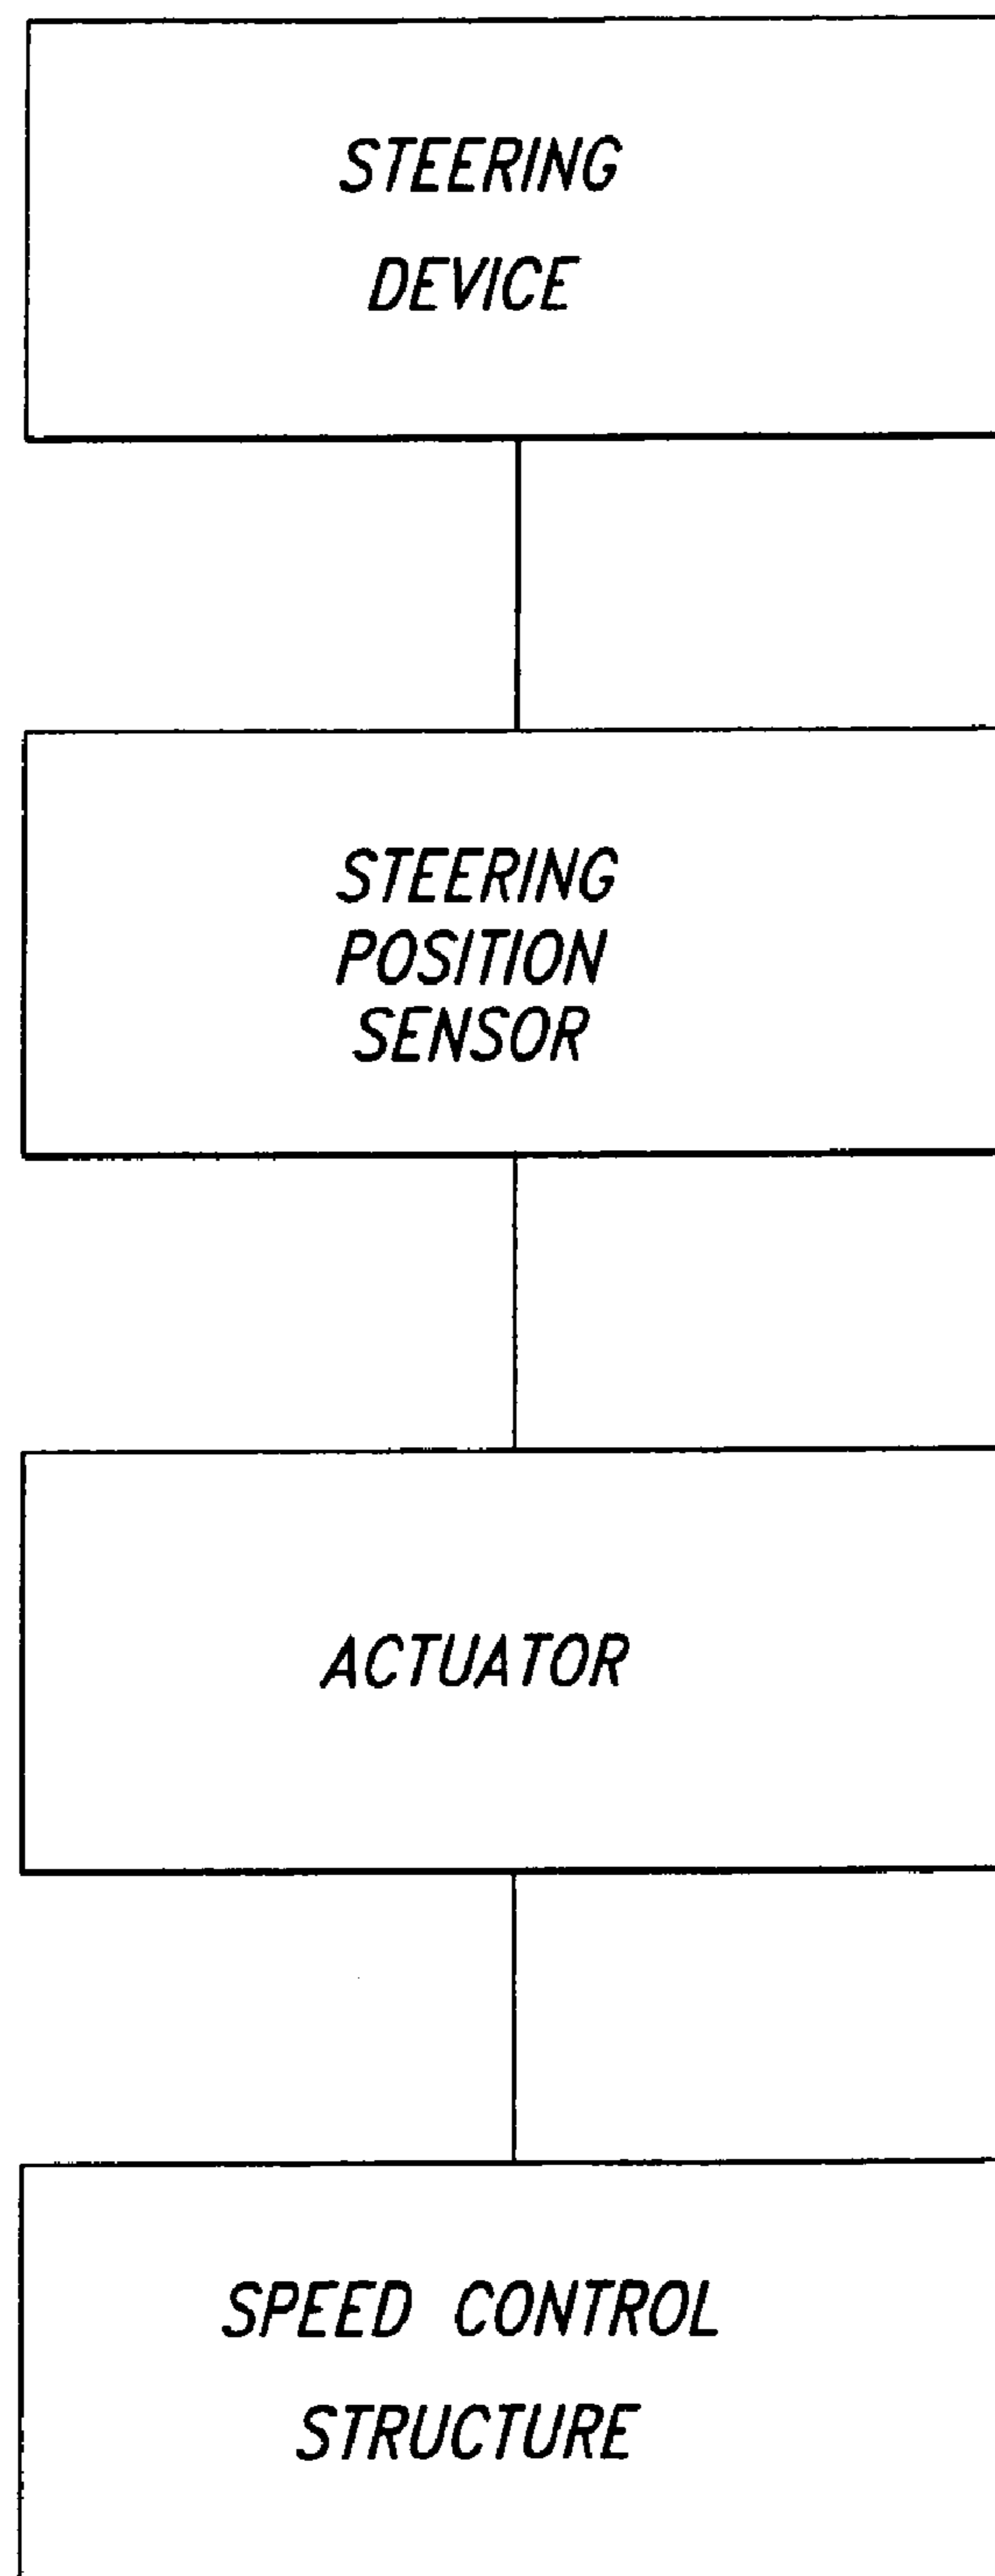 STEERING
DEVICE
STEERING
POSITION
SENSOR
ACTUATOR
SPEED CONTROL
STRUCTURE